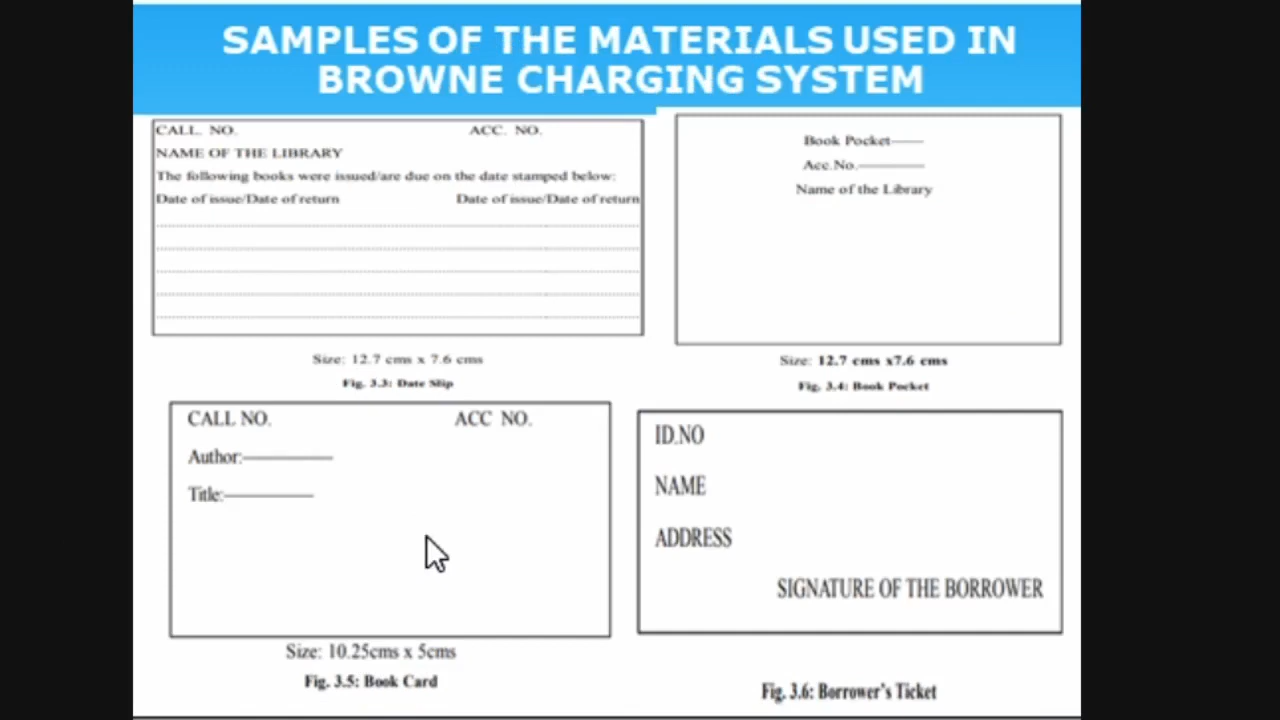 SAMPLES OF THE MATERIALS USED IN
BROWNE CHARGING SYSTEM
CALL. NO. ACC. NO.
NAME OF THE LIBRARY
The following books were issued/are due on the date stamped below:
Date of issue/Date of return Date of issue/Date of return
Size: 12.7 cms x 7.6 cms
Fig. 3.3: Date Slip
Book Pocket——
Acc.No.————
Name of the Library
Size: 12.7 cms x7.6 cms
Fig. 3.4: Book Pocket
CALL NO. ACC NO.
Author:—————
Title:—————
Size: 10.25cms x 5cms
Fig. 3.5: Book Card
ID.NO
NAME
ADDRESS
SIGNATURE OF THE BORROWER
Fig. 3.6: Borrower's Ticket